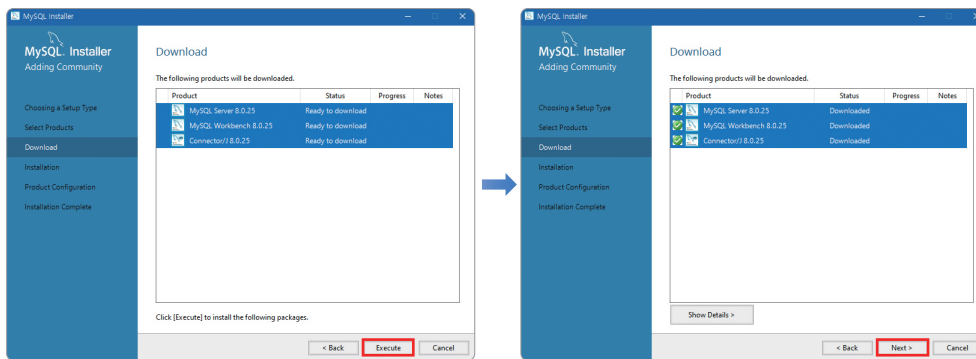 MySQL Installer
MySQL. Installer
Adding Community
Choosing a Setup Type
Select Products
Download
Installation
Product Configuration
Installation Complete
Download
The following products will be downloaded.
Product Status Progress Notes
MySQL Server 8.0.25 Ready to download
MySQL Workbench 8.0.25 Ready to download
Connector/J 8.0.25 Ready to download
Click [Execute] to install the following packages.
< Back Execute Cancel
MySQL Installer
MySQL. Installer
Adding Community
Choosing a Setup Type
Select Products
Download
Installation
Product Configuration
Installation Complete
Download
The following products will be downloaded.
Product Status Progress Notes
MySQL Server 8.0.25 Downloaded
MySQL Workbench 8.0.25 Downloaded
Connector/J 8.0.25 Downloaded
Show Details >
< Back Next > Cancel